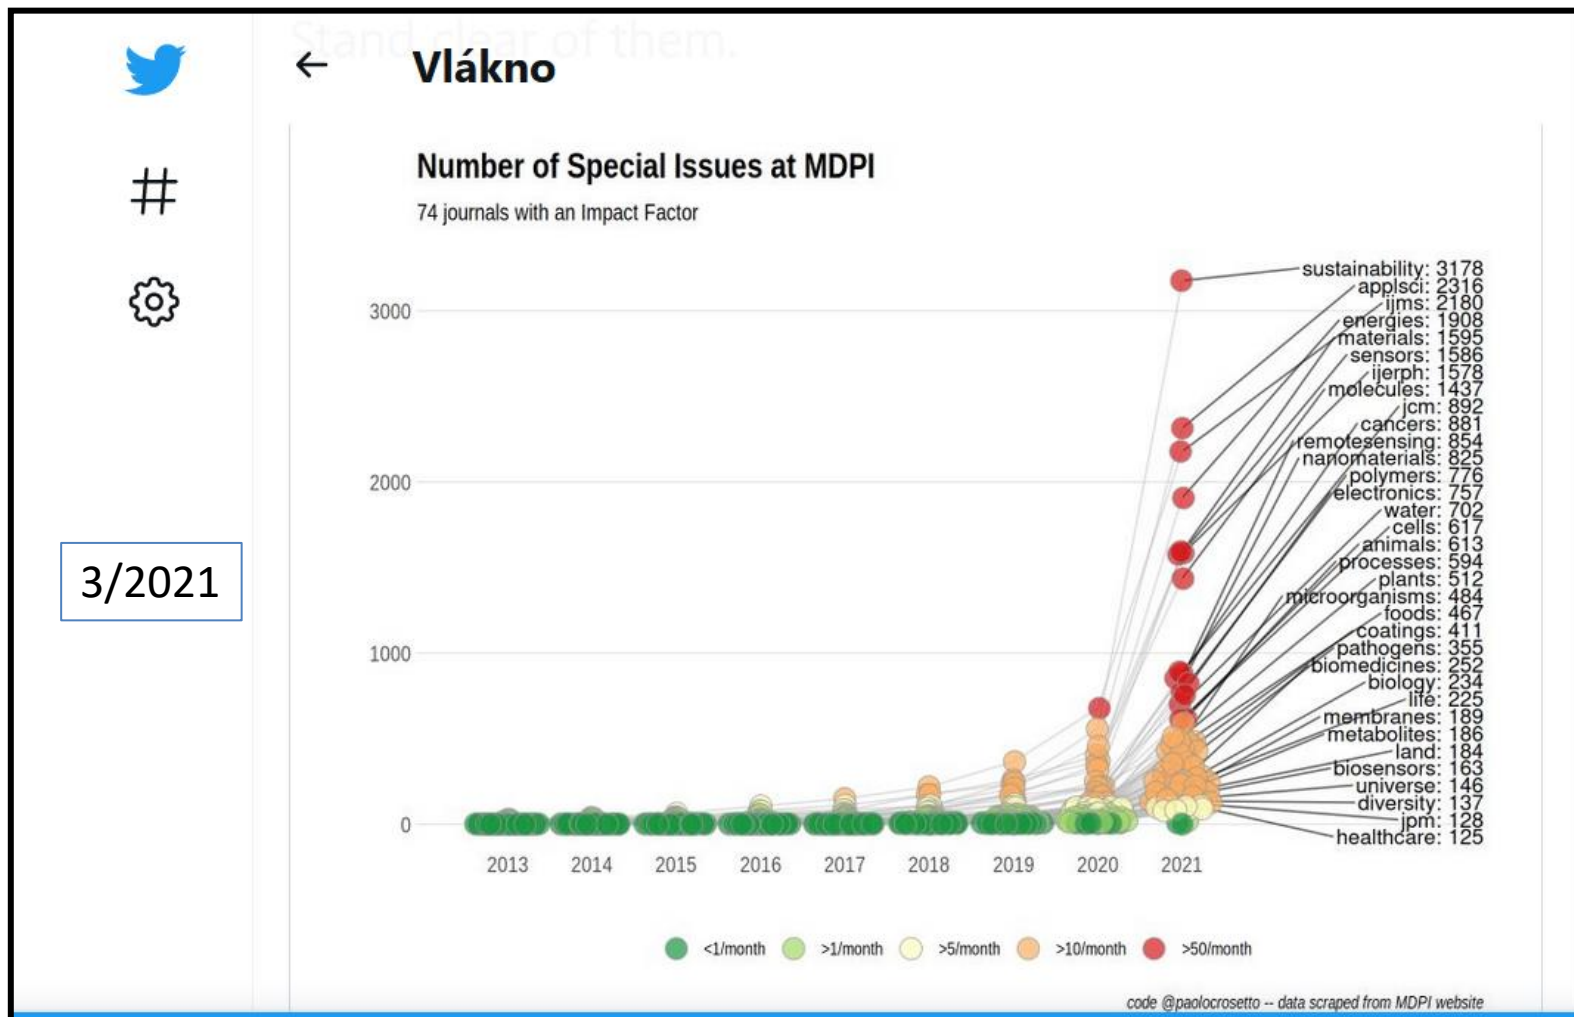 Stand clear of them.
Vlákno
Number of Special Issues at MDPI
74 journals with an Impact Factor
3/2021
3000
2000
1000
0
sustainability: 3178
applsci: 2316
ijms: 2180
energies: 1908
materials: 1595
sensors: 1586
ijerph: 1578
molecules: 1437
jcm: 892
cancers: 881
remotesensing: 854
nanomaterials: 825
polymers: 776
electronics: 757
water: 702
cells: 617
animals: 613
processes: 594
plants: 512
microorganisms: 484
foods: 467
coatings: 411
pathogens: 355
biomedicines: 252
biology: 234
life: 225
membranes: 189
metabolites: 186
land: 184
biosensors: 163
universe: 146
diversity: 137
jpm: 128
healthcare: 125
2013 2014 2015 2016 2017 2018 2019 2020 2021
<1/month >1/month >5/month >10/month >50/month
code @paolocrosetto -- data scraped from MDPI website